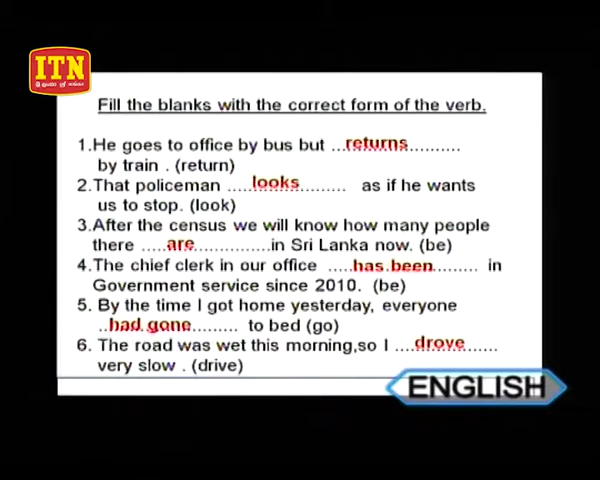 ITN
ශ්‍රී ලංකා ශ්‍රී සන්නස
Fill the blanks with the correct form of the verb.
1.He goes to office by bus but ...returns..........
by train . (return)
2.That policeman .....looks......... as if he wants
us to stop. (look)
3.After the census we will know how many people
there .....are..............in Sri Lanka now. (be)
4.The chief clerk in our office .....has been......... in
Government service since 2010. (be)
5. By the time I got home yesterday, everyone
..had gone......... to bed (go)
6. The road was wet this morning,so I ....drove......
very slow . (drive)
ENGLISH